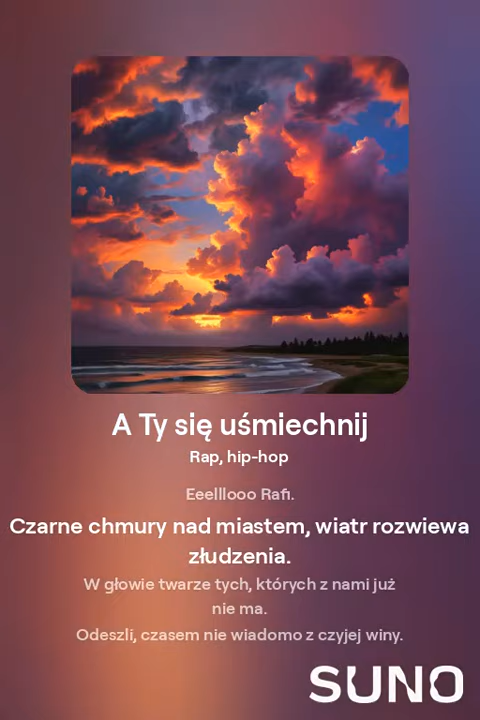 A Ty się uśmiechnij
Rap, hip-hop
Eeelllooo Rafi.
Czarne chmury nad miastem, wiatr rozwiewa
złudzenia.
W głowie twarze tych, których z nami już
nie ma.
Odeszli, czasem nie wiadomo z czyjej winy.
SUNO